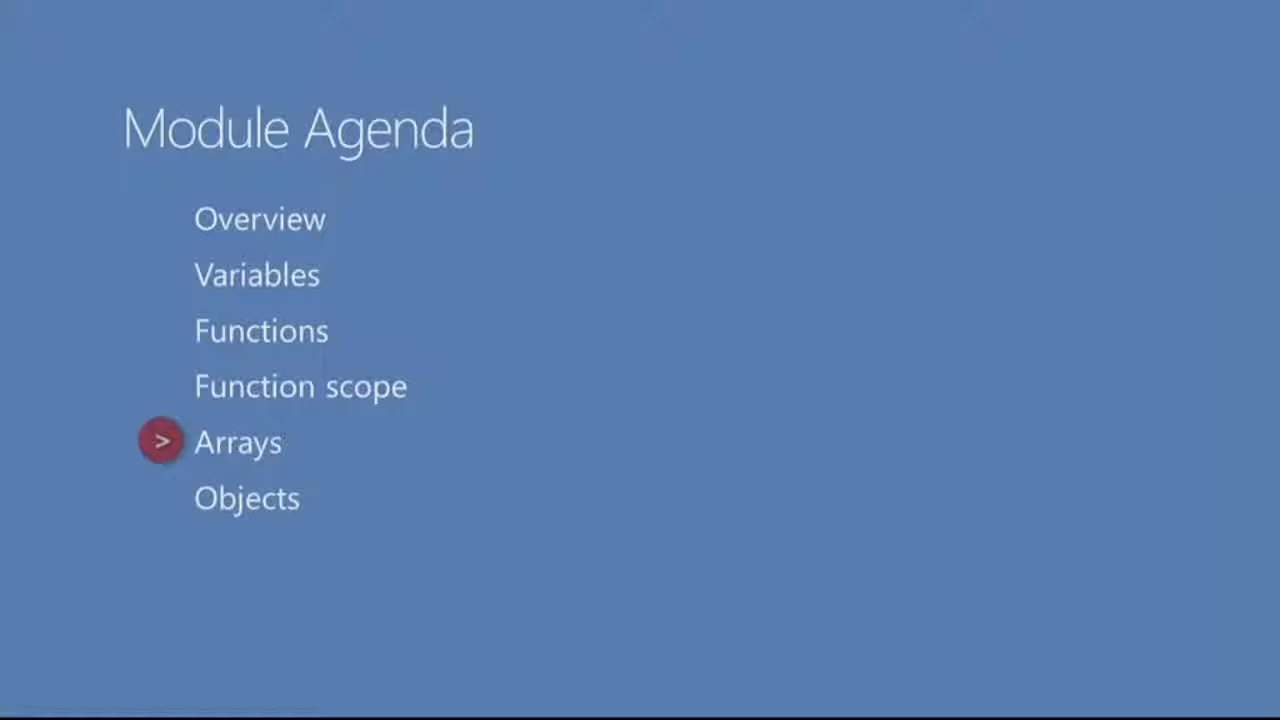 Module Agenda
Overview
Variables
Functions
Function scope
> Arrays
Objects